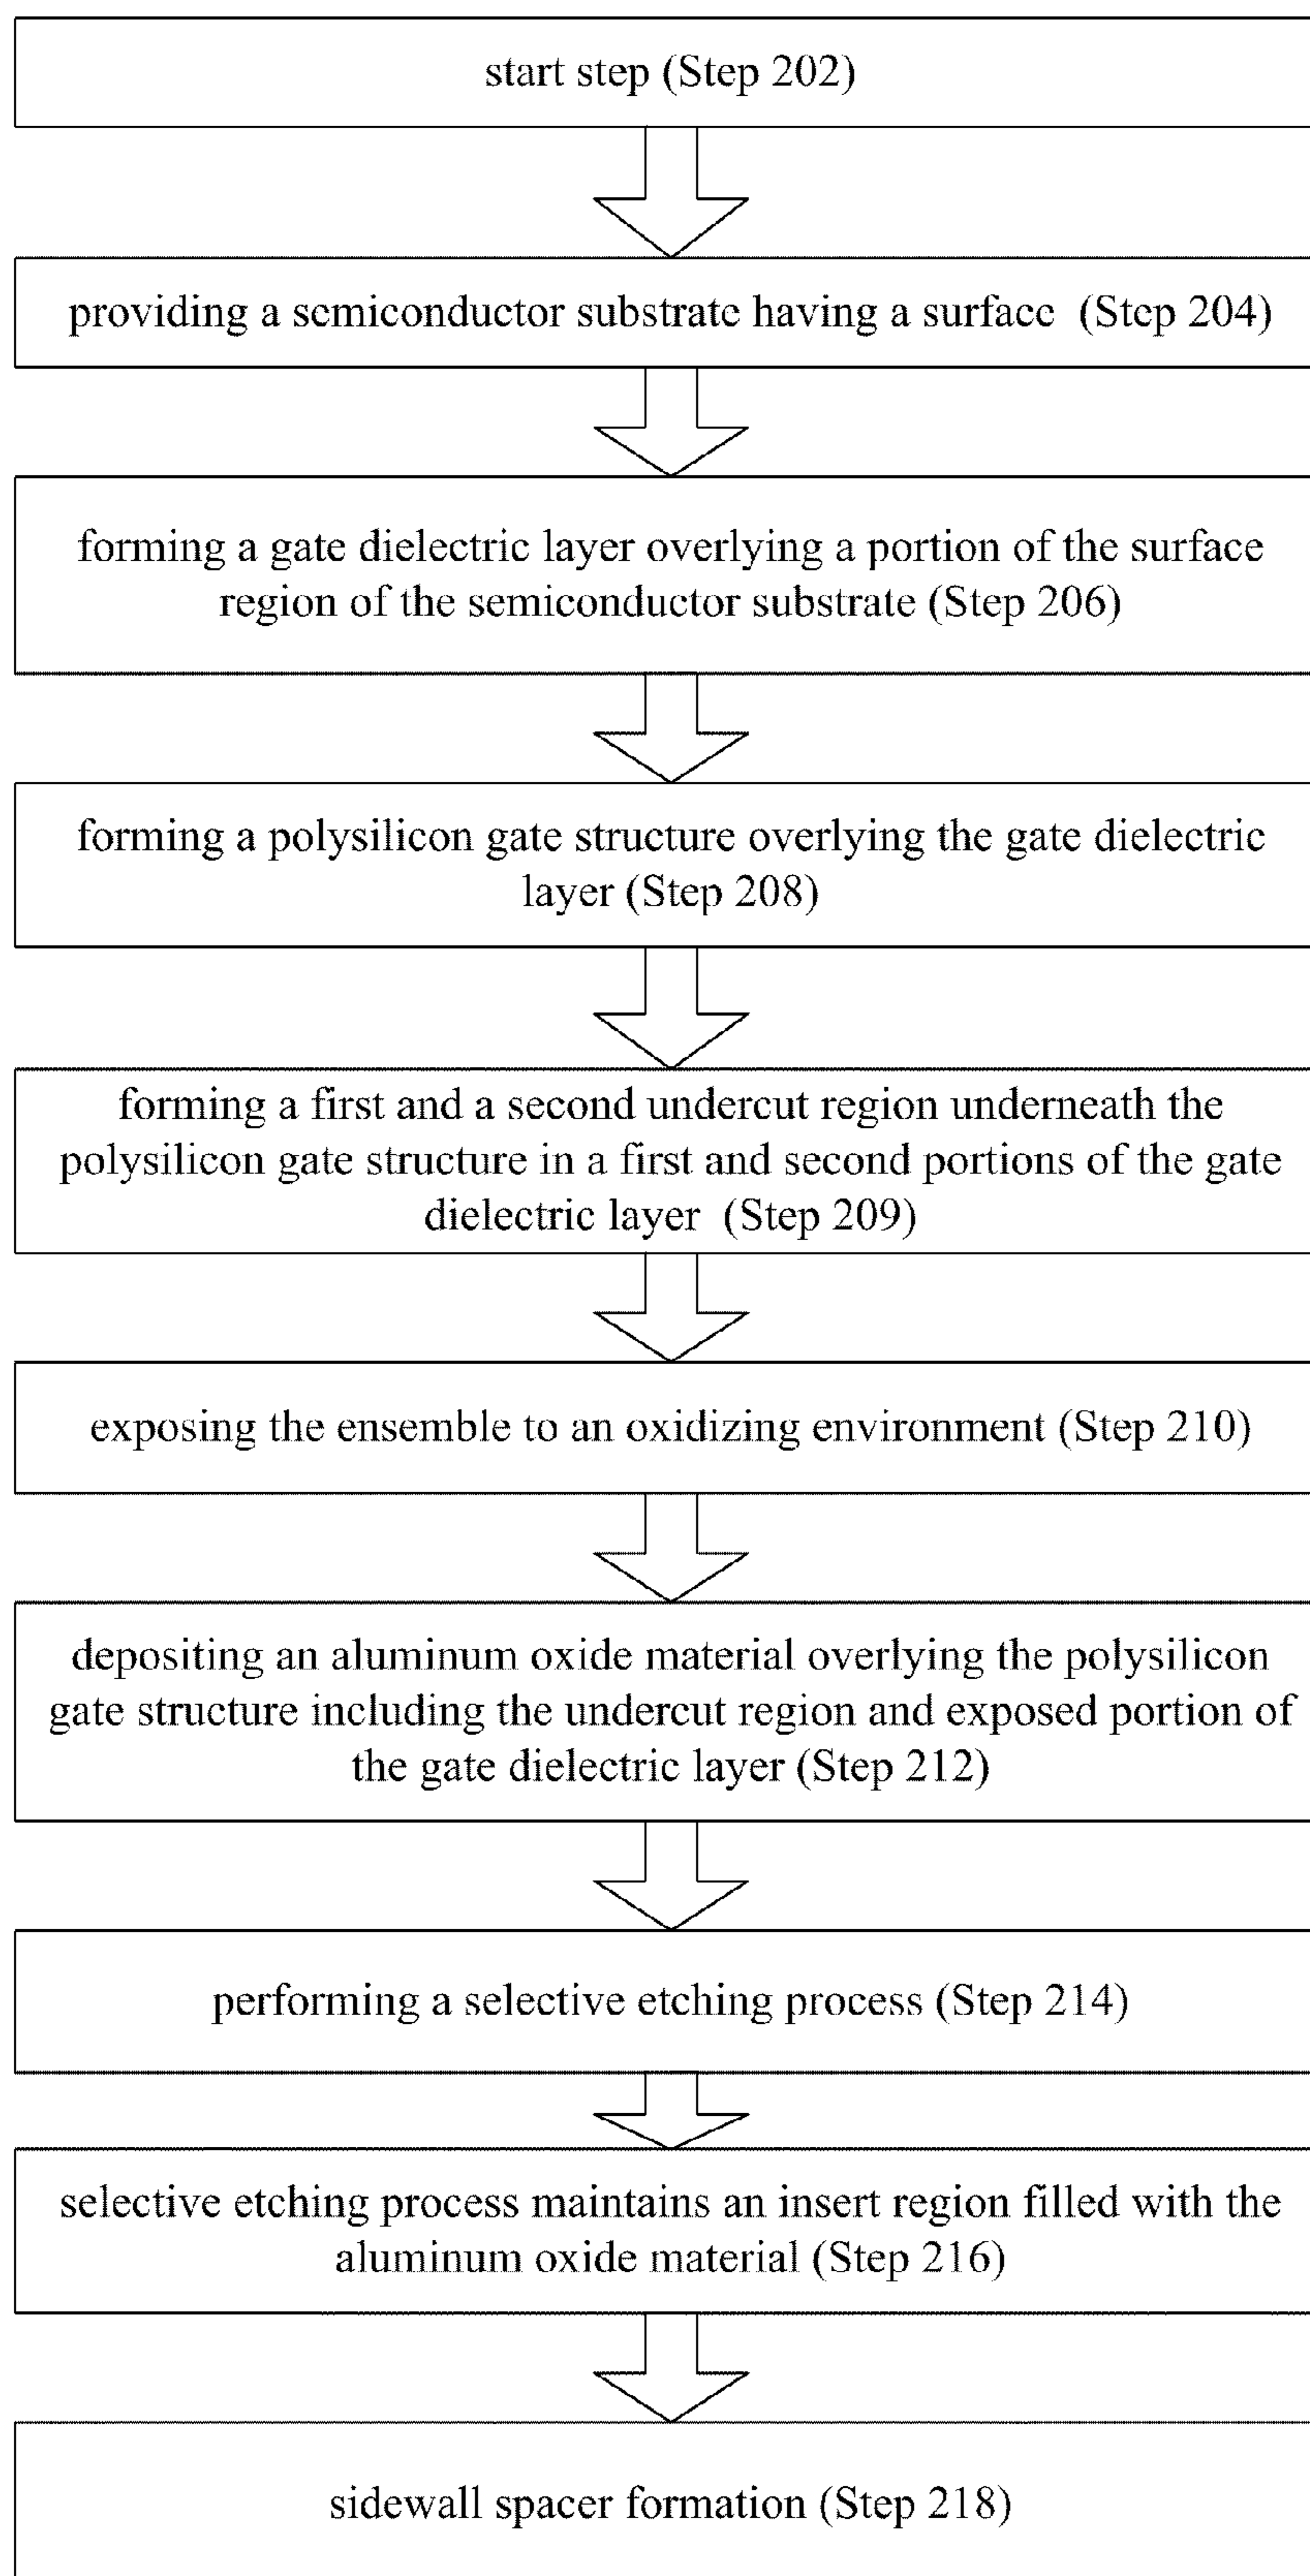 start step (Step 202)
providing a semiconductor substrate having a surface (Step 204)
forming a gate dielectric layer overlying a portion of the surface
region of the semiconductor substrate (Step 206)
forming a polysilicon gate structure overlying the gate dielectric
layer (Step 208)
forming a first and a second undercut region underneath the
polysilicon gate structure in a first and second portions of the gate
dielectric layer (Step 209)
exposing the ensemble to an oxidizing environment (Step 210)
depositing an aluminum oxide material overlying the polysilicon
gate structure including the undercut region and exposed portion of
the gate dielectric layer (Step 212)
performing a selective etching process (Step 214)
selective etching process maintains an insert region filled with the
aluminum oxide material (Step 216)
sidewall spacer formation (Step 218)